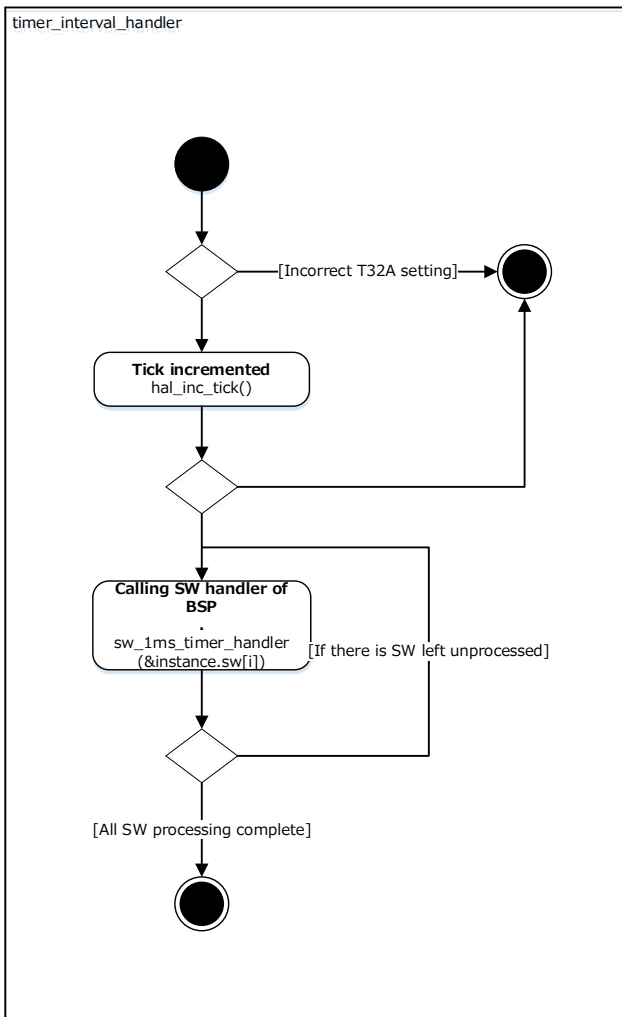 timer_interval_handler
[Incorrect T32A setting]
Tick incremented
hal_inc_tick()
Calling SW handler of
BSP
.
sw_1ms_timer_handler
(&instance.sw[i])
[If there is SW left unprocessed]
[All SW processing complete]